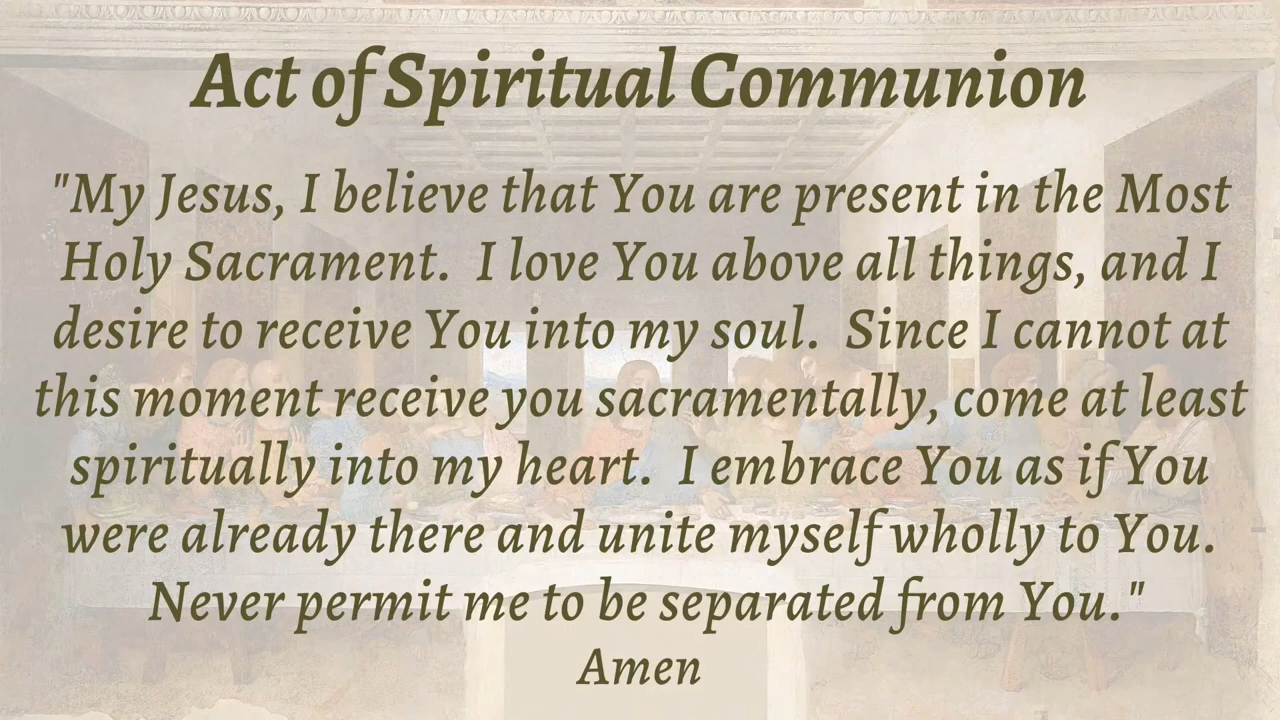 Act of Spiritual Communion
"My Jesus, I believe that You are present in the Most
Holy Sacrament.  I love You above all things, and I
desire to receive You into my soul.  Since I cannot at
this moment receive you sacramentally, come at least
spiritually into my heart.  I embrace You as if You
were already there and unite myself wholly to You.
Never permit me to be separated from You."
Amen